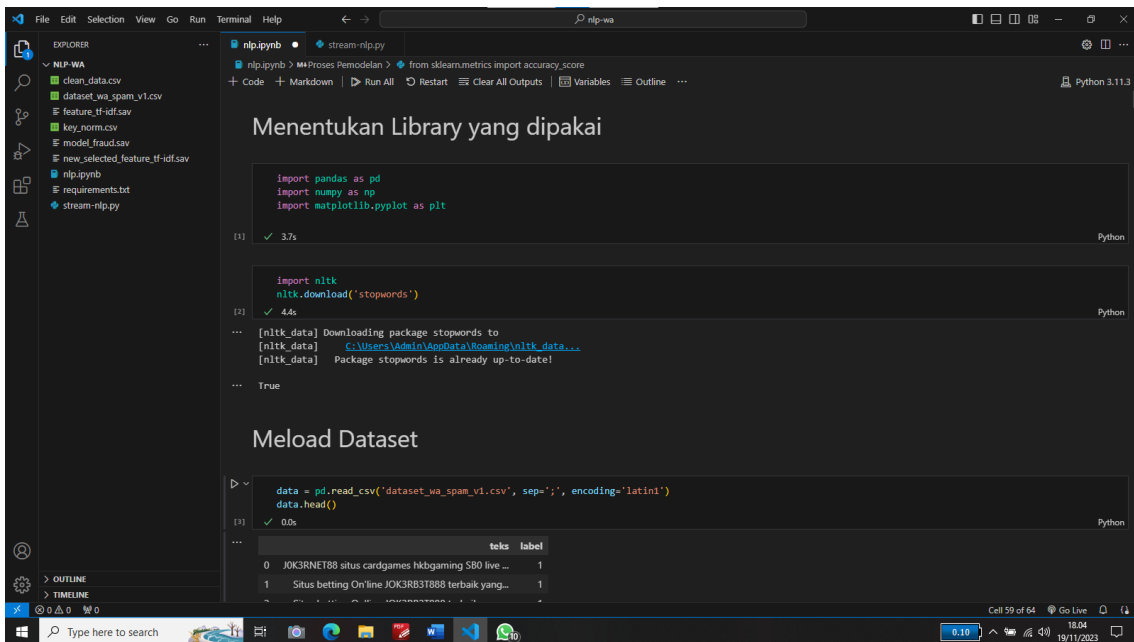 File Edit Selection View Go Run Terminal Help
nlp-wa
EXPLORER
NLP-WA
clean_data.csv
dataset_wa_spam_v1.csv
feature_tf-idf.sav
key_norm.csv
model_fraud.sav
new_selected_feature_tf-idf.sav
nlp.ipynb
requirements.txt
stream-nlp.py
OUTLINE
TIMELINE
nlp.ipynb stream-nlp.py
nlp.ipynb > M↓Proses Pemodelan > from sklearn.metrics import accuracy_score
+ Code + Markdown | Run All Restart Clear All Outputs | Variables Outline ...
Python 3.11.3
Menentukan Library yang dipakai
import pandas as pd
import numpy as np
import matplotlib.pyplot as plt
[1] ✓ 3.7s Python
import nltk
nltk.download('stopwords')
[2] ✓ 4.4s Python
... [nltk_data] Downloading package stopwords to
[nltk_data] C:\Users\Admin\AppData\Roaming\nltk_data...
[nltk_data] Package stopwords is already up-to-date!
... True
Meload Dataset
data = pd.read_csv('dataset_wa_spam_v1.csv', sep=';', encoding='latin1')
data.head()
[3] ✓ 0.0s Python
... teks label
0 J0K3RNET88 situs cardgames hkbgaming SB0 live ... 1
1 Situs betting On'line JOK3RB3T888 terbaik yang... 1
0 0 0 Cell 59 of 64 Go Live
Type here to search
0.10
18.04
19/11/2023